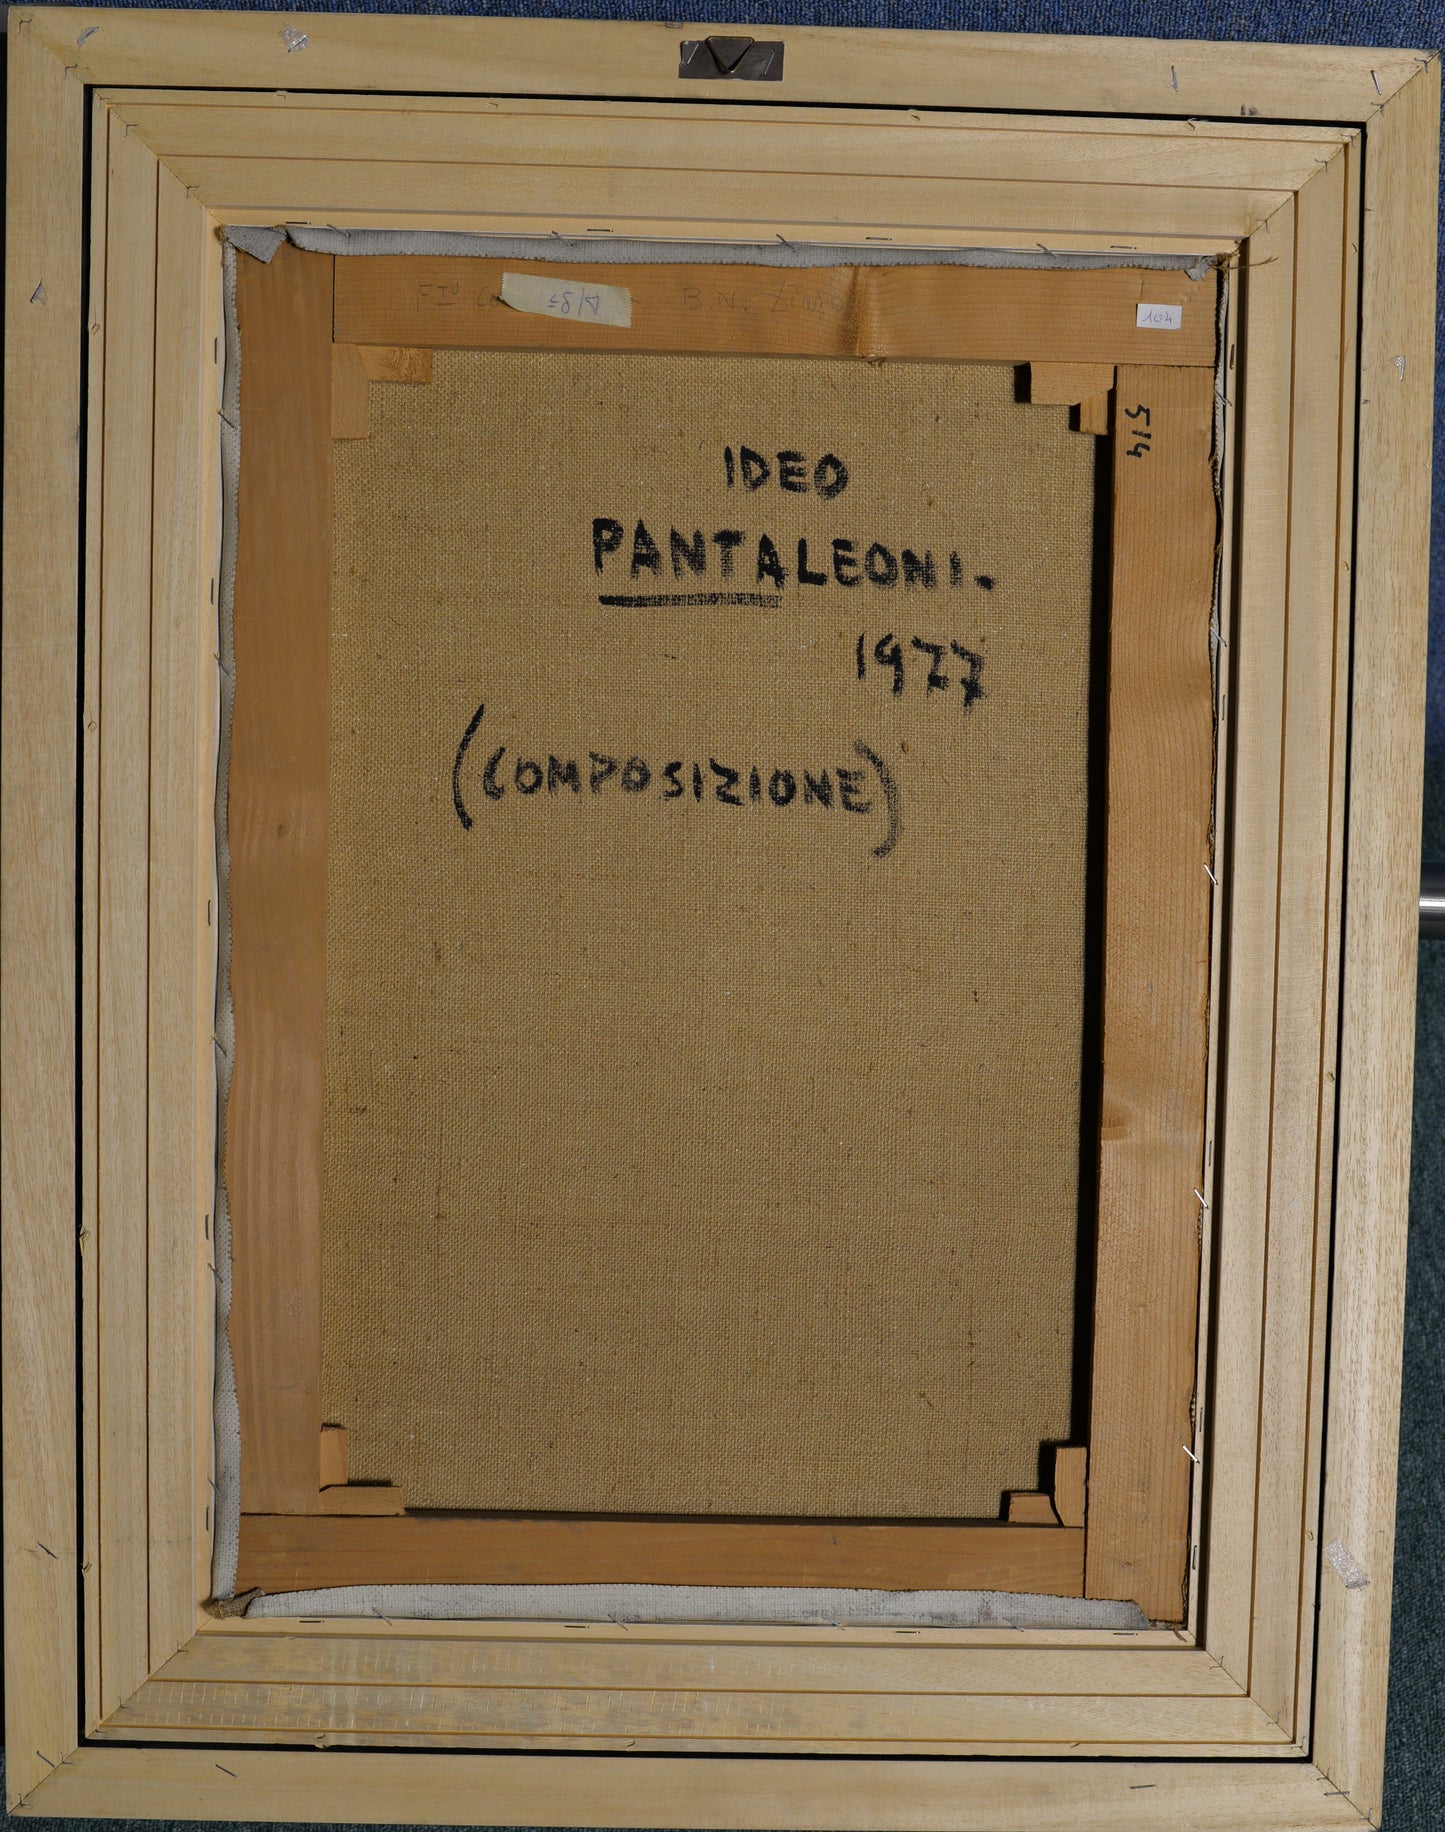 B.N.
104
514
IDEO
PANTALEONI.
1977
(COMPOSIZIONE)